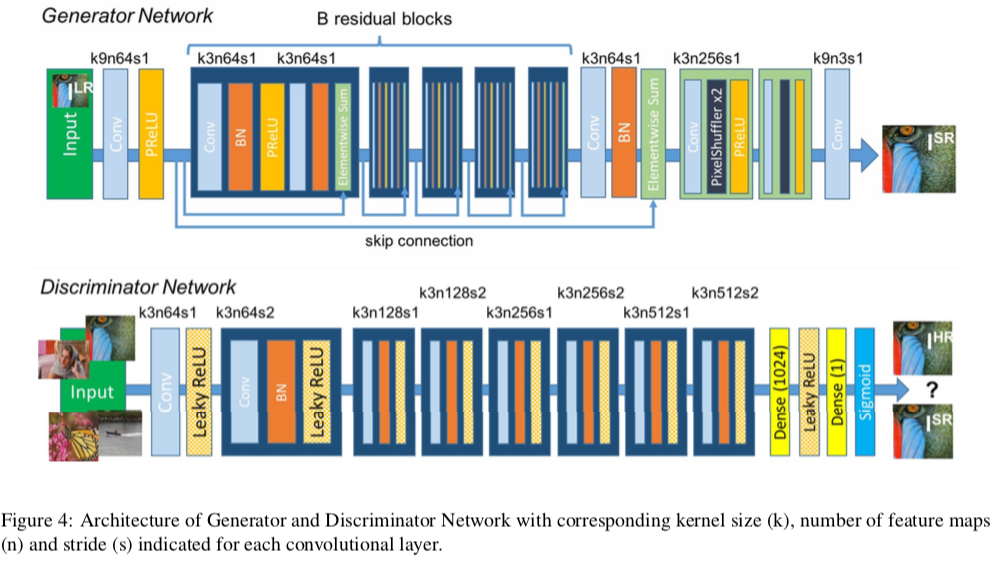 Generator Network
B residual blocks
k9n64s1
k3n64s1
k3n64s1
k3n64s1
k3n256s1
k9n3s1
Input
I LR
Conv
PReLU
Conv
BN
PReLU
Elementwise Sum
Conv
BN
Elementwise Sum
Conv
PixelShuffler x2
PReLU
Conv
I SR
skip connection
Discriminator Network
k3n64s1
k3n64s2
k3n128s1
k3n128s2
k3n256s1
k3n256s2
k3n512s1
k3n512s2
Input
Conv
Leaky ReLU
Conv
BN
Leaky ReLU
Dense (1024)
Leaky ReLU
Dense (1)
Sigmoid
I HR
?
I SR
Figure 4: Architecture of Generator and Discriminator Network with corresponding kernel size (k), number of feature maps
(n) and stride (s) indicated for each convolutional layer.